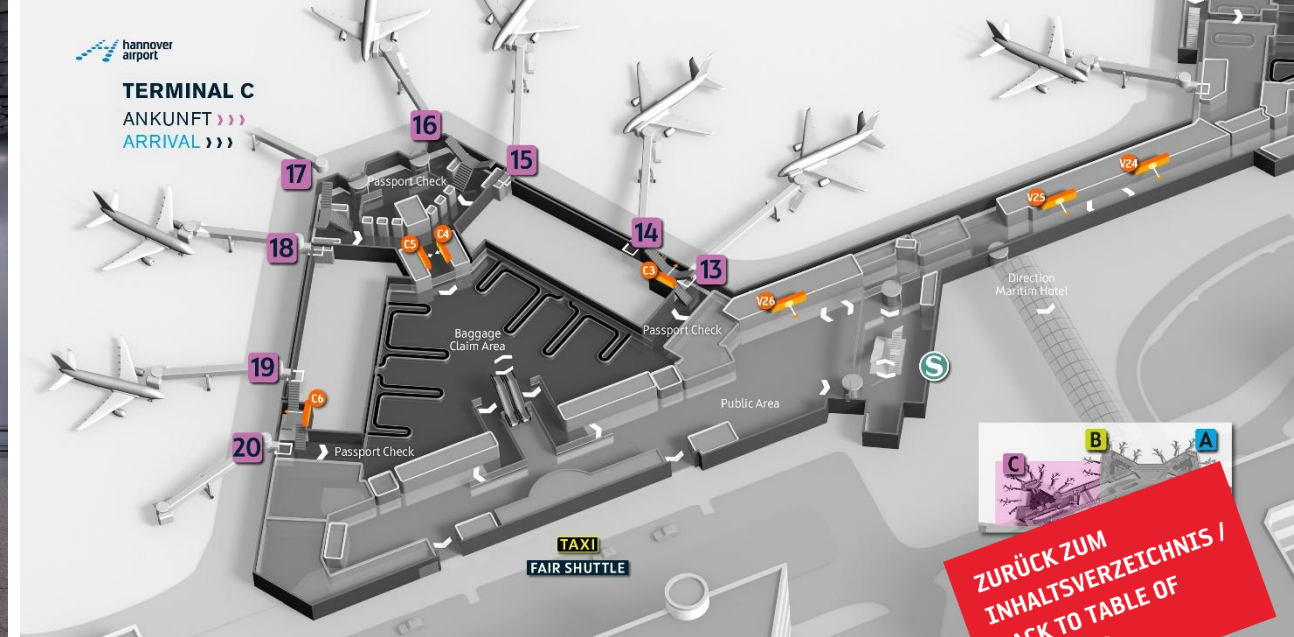 hannover
airport
TERMINAL C
ANKUNFT
ARRIVAL
16
15
17
Passport Check
V24
V25
14
18
C5
C4
C3
13
Direction
Maritim Hotel
V26
Passport Check
Baggage
Claim Area
19
S
C6
Public Area
20
Passport Check
B
A
C
TAXI
FAIR SHUTTLE
ZURÜCK ZUM
INHALTSVERZEICHNIS /
TO TABLE OF